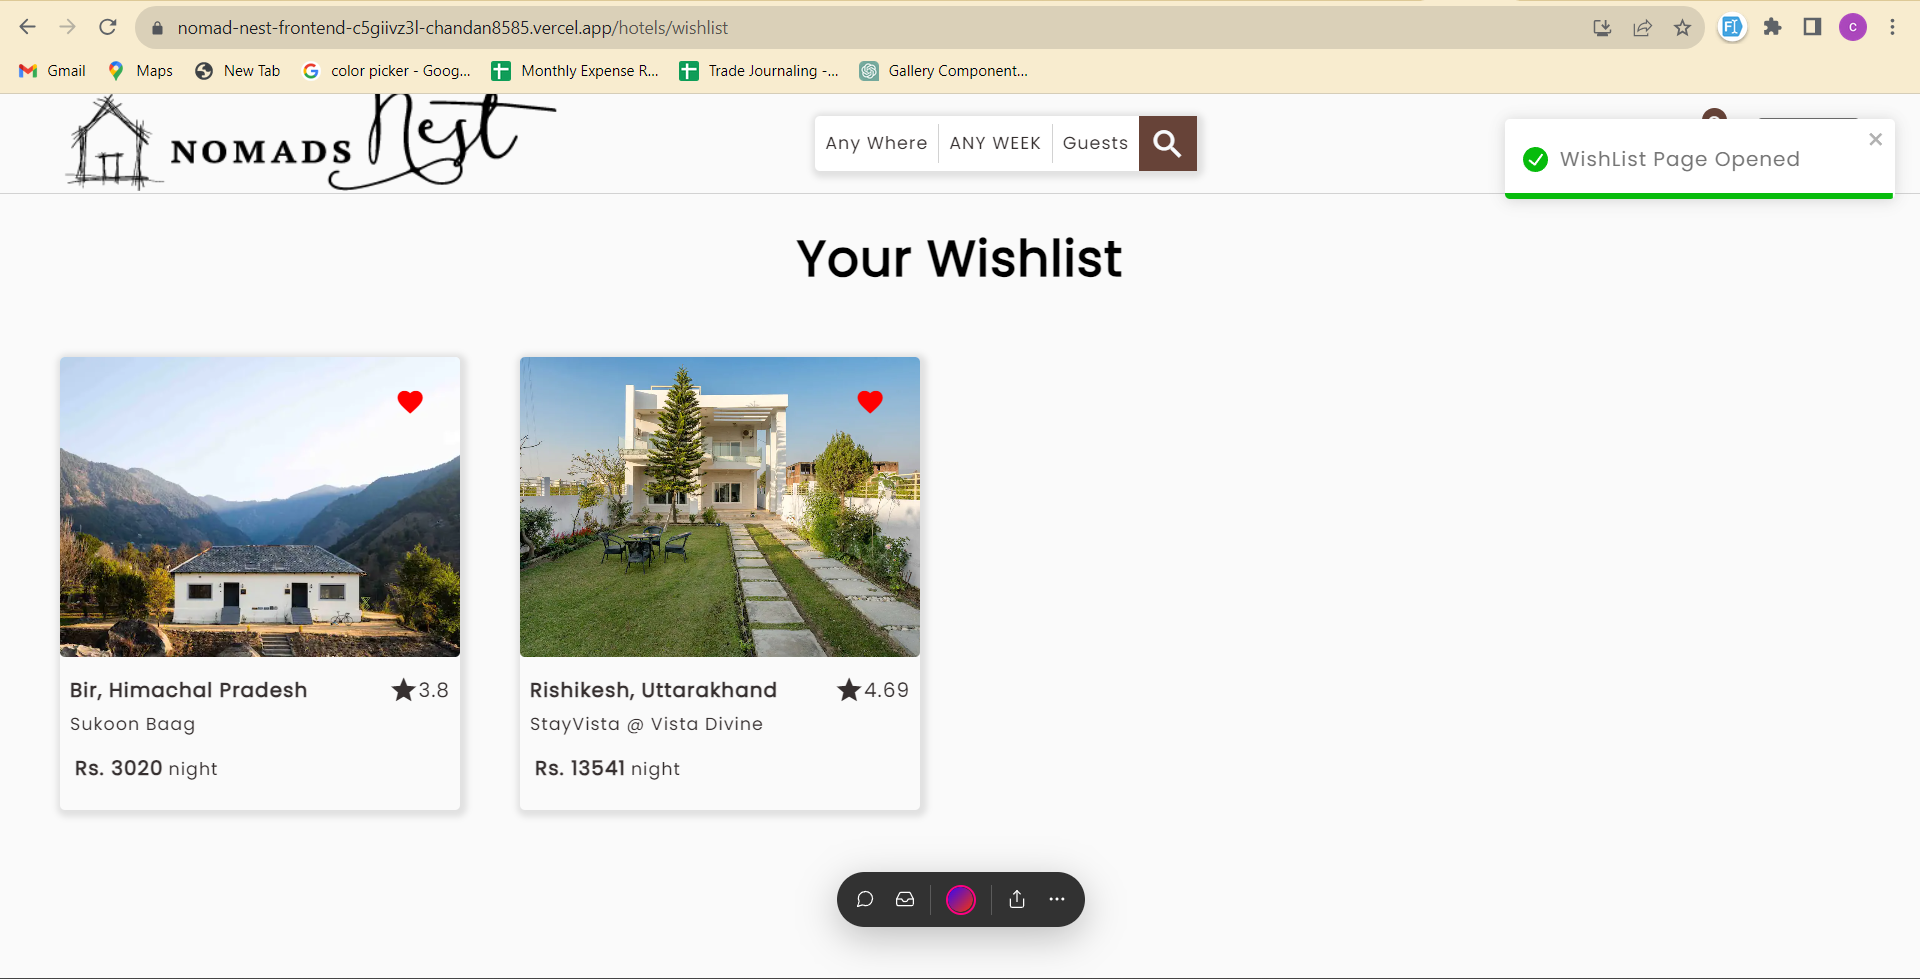 nomad-nest-frontend-c5giivz3l-chandan8585.vercel.app/hotels/wishlist
C
Gmail
Maps
New Tab
color picker - Goog...
Monthly Expense R...
Trade Journaling -...
Gallery Component...
NOMADS Nest
Any Where
ANY WEEK
Guests
WishList Page Opened
Your Wishlist
Bir, Himachal Pradesh
3.8
Sukoon Baag
Rs. 3020 night
Rishikesh, Uttarakhand
4.69
StayVista @ Vista Divine
Rs. 13541 night